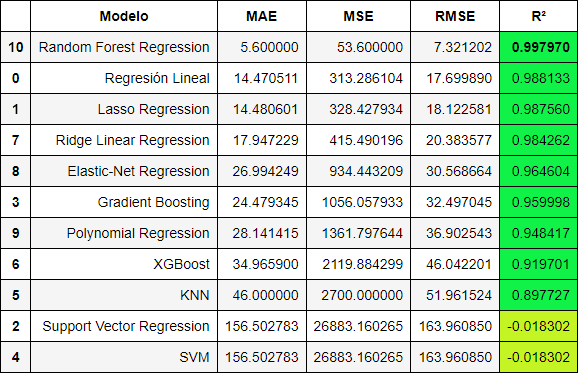 Modelo MAE MSE RMSE R²
10 Random Forest Regression 5.600000 53.600000 7.321202 0.997970
0 Regresión Lineal 14.470511 313.286104 17.699890 0.988133
1 Lasso Regression 14.480601 328.427934 18.122581 0.987560
7 Ridge Linear Regression 17.947229 415.490196 20.383577 0.984262
8 Elastic-Net Regression 26.994249 934.443209 30.568664 0.964604
3 Gradient Boosting 24.479345 1056.057933 32.497045 0.959998
9 Polynomial Regression 28.141415 1361.797644 36.902543 0.948417
6 XGBoost 34.965900 2119.884299 46.042201 0.919701
5 KNN 46.000000 2700.000000 51.961524 0.897727
2 Support Vector Regression 156.502783 26883.160265 163.960850 -0.018302
4 SVM 156.502783 26883.160265 163.960850 -0.018302